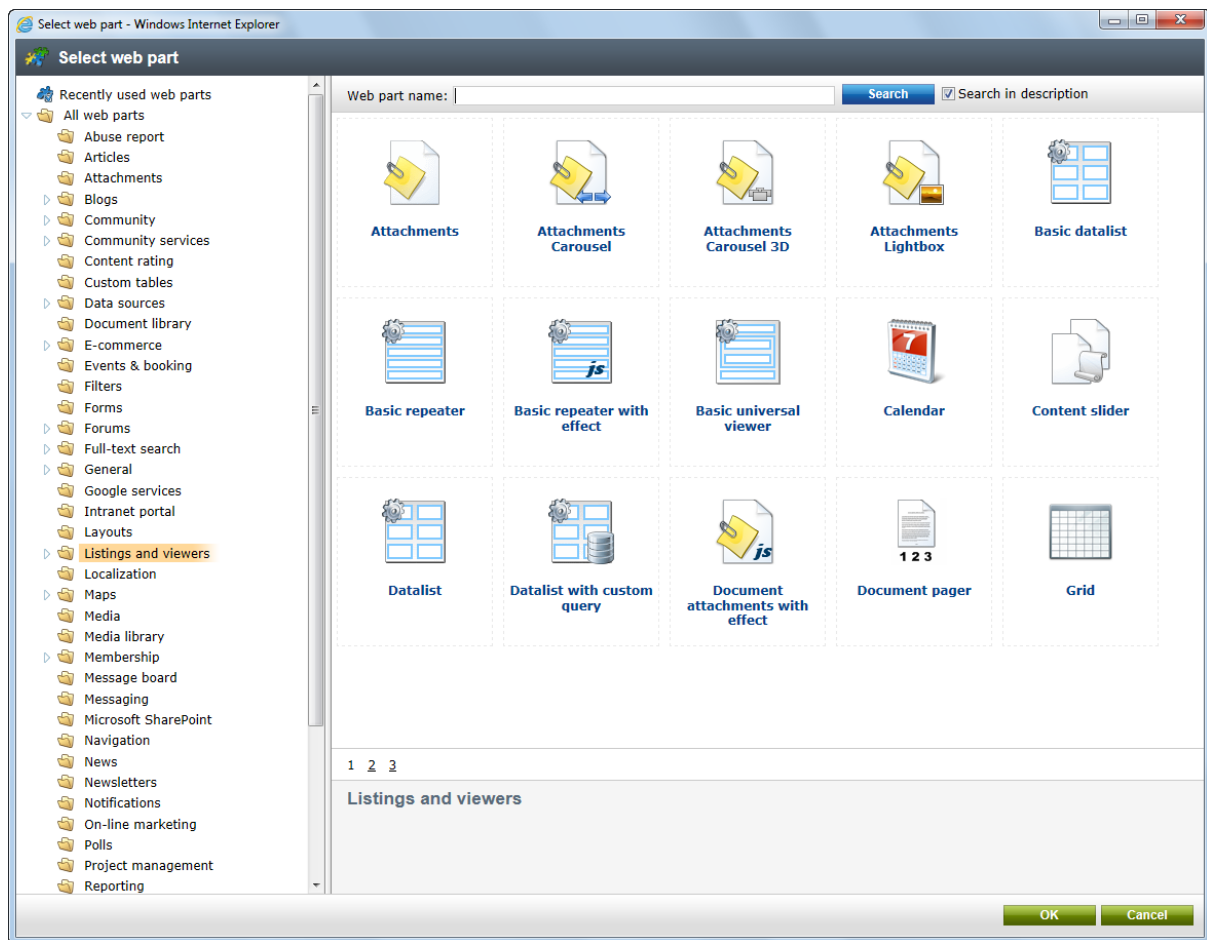 Select web part - Windows Internet Explorer
Select web part
Recently used web parts
All web parts
Abuse report
Articles
Attachments
Blogs
Community
Community services
Content rating
Custom tables
Data sources
Document library
E-commerce
Events & booking
Filters
Forms
Forums
Full-text search
General
Google services
Intranet portal
Layouts
Listings and viewers
Localization
Maps
Media
Media library
Membership
Message board
Messaging
Microsoft SharePoint
Navigation
News
Newsletters
Notifications
On-line marketing
Polls
Project management
Reporting
Web part name:
Search
Search in description
Attachments
Attachments
Carousel
Attachments
Carousel 3D
Attachments
Lightbox
Basic datalist
Basic repeater
js
Basic repeater with
effect
Basic universal
viewer
7
Calendar
Content slider
Datalist
Datalist with custom
query
js
Document
attachments with
effect
1 2 3
Document pager
Grid
1 2 3
Listings and viewers
OK
Cancel